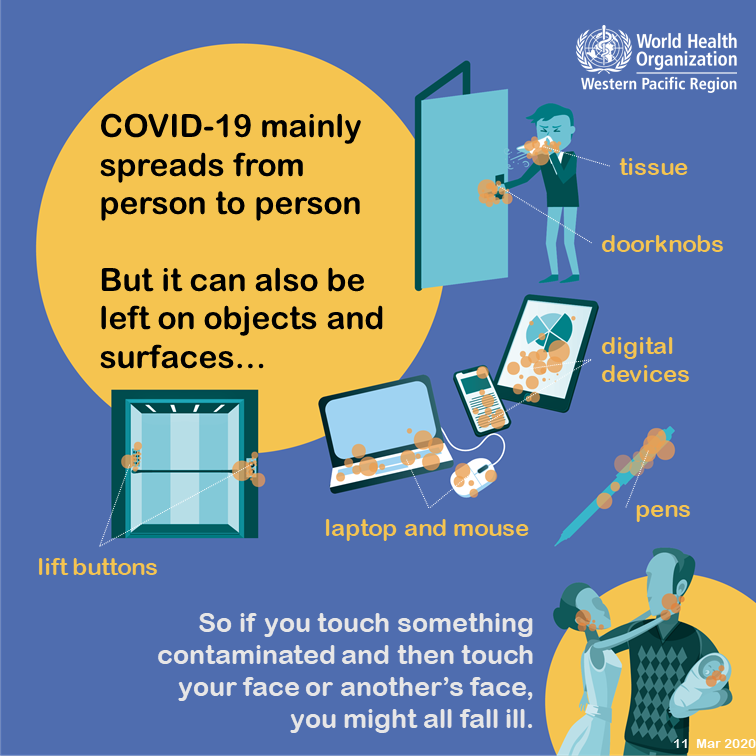 World Health
Organization
Western Pacific Region
COVID-19 mainly
spreads from
person to person
But it can also be
left on objects and
surfaces...
tissue
doorknobs
digital
devices
pens
laptop and mouse
lift buttons
So if you touch something
contaminated and then touch
your face or another's face,
you might all fall ill.
11 Mar 2020